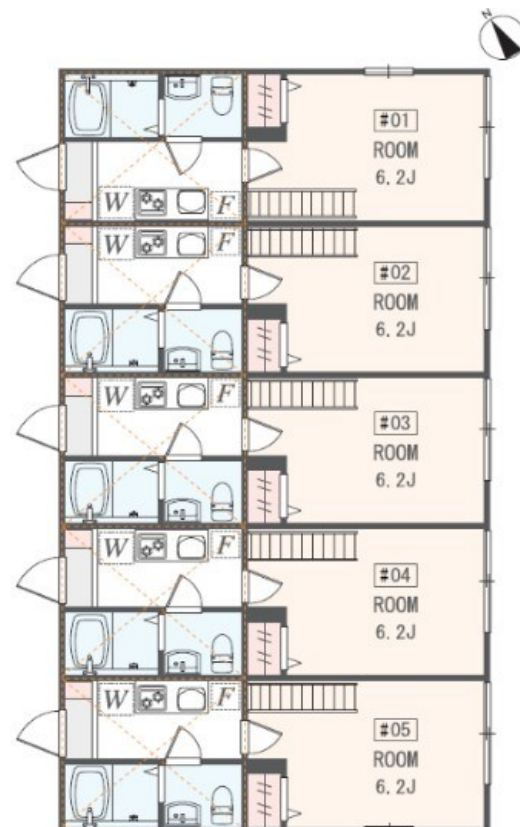 N
#01
ROOM
6.2J
W F
W F
#02
ROOM
6.2J
W F
#03
ROOM
6.2J
W F
#04
ROOM
6.2J
W F
#05
ROOM
6.2J